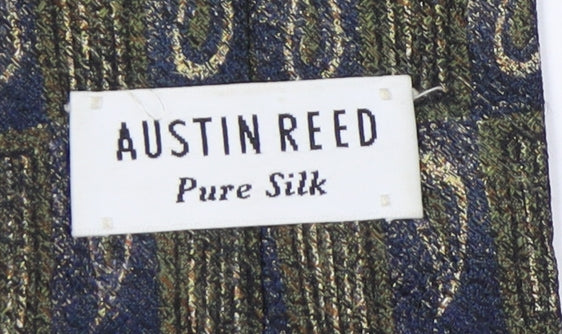 AUSTIN REED
Pure Silk